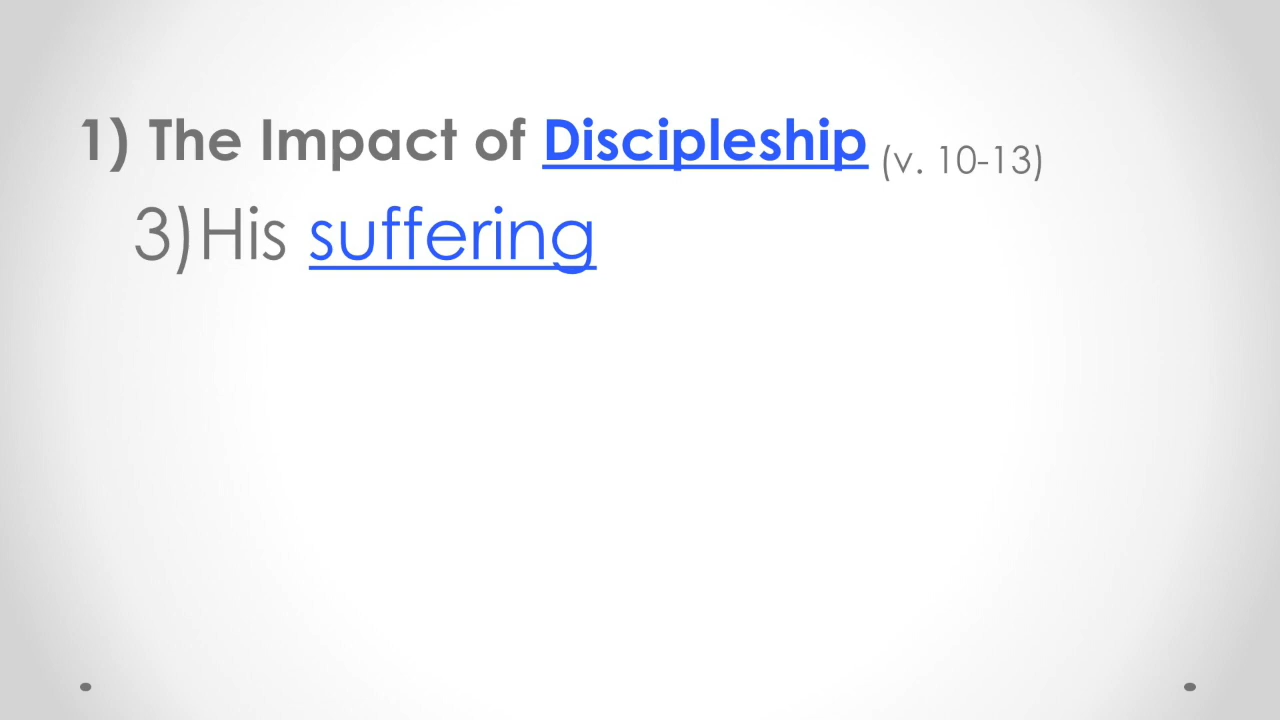 1) The Impact of Discipleship (v. 10-13)
3)His suffering